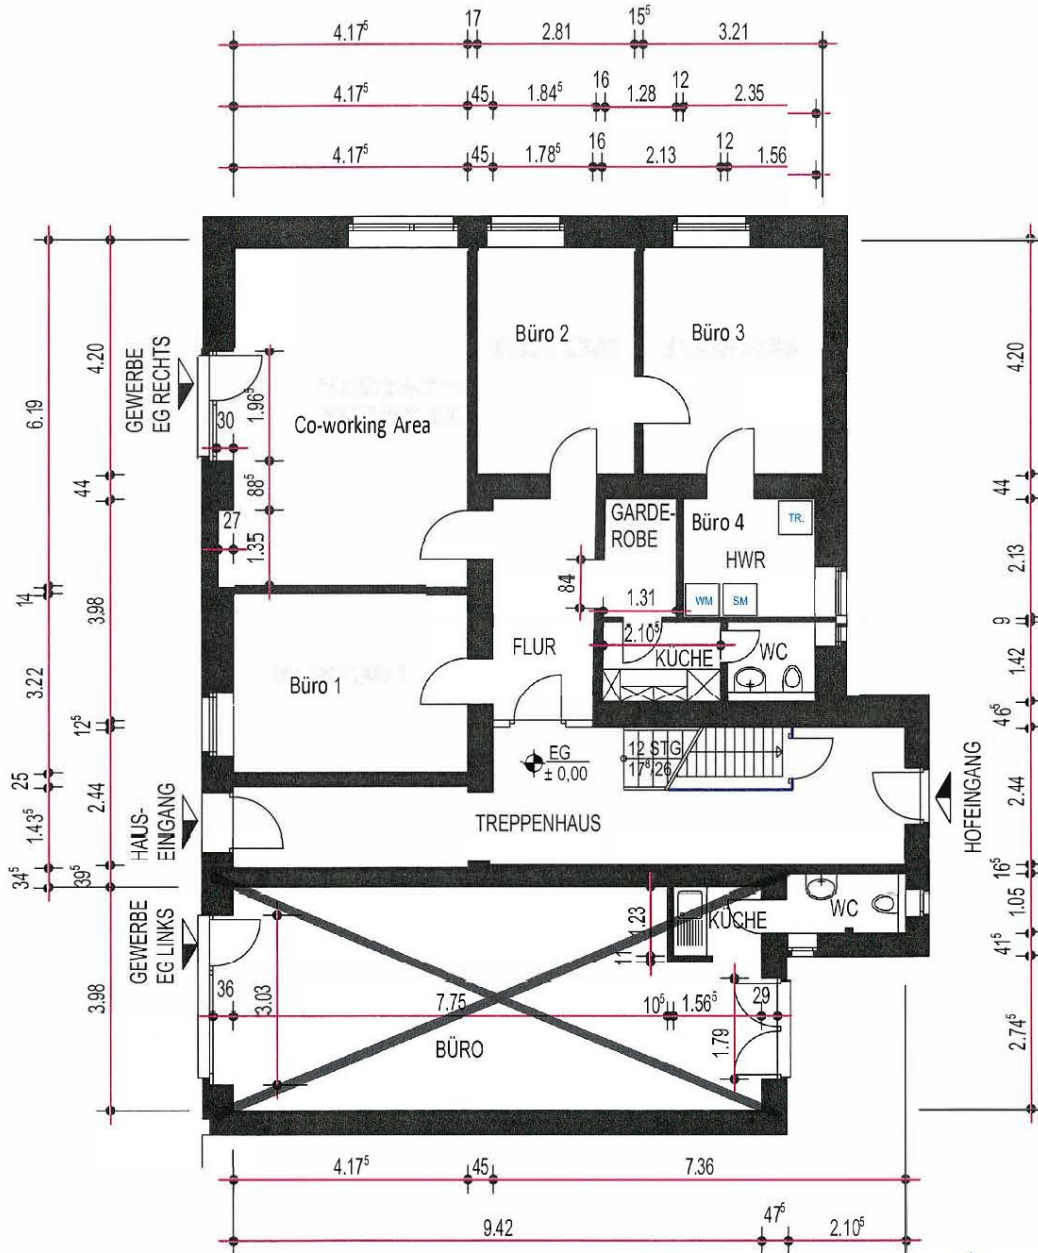 4.17⁵ 17 2.81 15⁵ 3.21
4.17⁵ 45 1.84⁵ 16 1.28 12 2.35
4.17⁵ 45 1.78⁵ 16 2.13 12 1.56
6.19
14
3.22
25
1.43⁵
34⁵
4.20
44
3.98
12⁵
2.44
39⁵
3.98
GEWERBE
EG RECHTS
HAUS-
EINGANG
GEWERBE
EG LINKS
30
1.96⁵
88⁵
27
1.35
Co-working Area
Büro 2
Büro 3
GARDE-
ROBE
Büro 4
TR.
HWR
WM
SM
84
1.31
2.10⁵
KÜCHE
WC
FLUR
Büro 1
EG
± 0,00
12 STG
17⁸/26
TREPPENHAUS
HOFEINGANG
KÜCHE
WC
1.23
11
36
3.03
7.75
10⁵
1.56⁵
29
1.79
BÜRO
4.20
44
2.13
9
1.42
46⁵
2.44
16⁵
1.05
41⁵
2.74⁵
4.17⁵ 45 7.36
9.42 47⁵ 2.10⁵